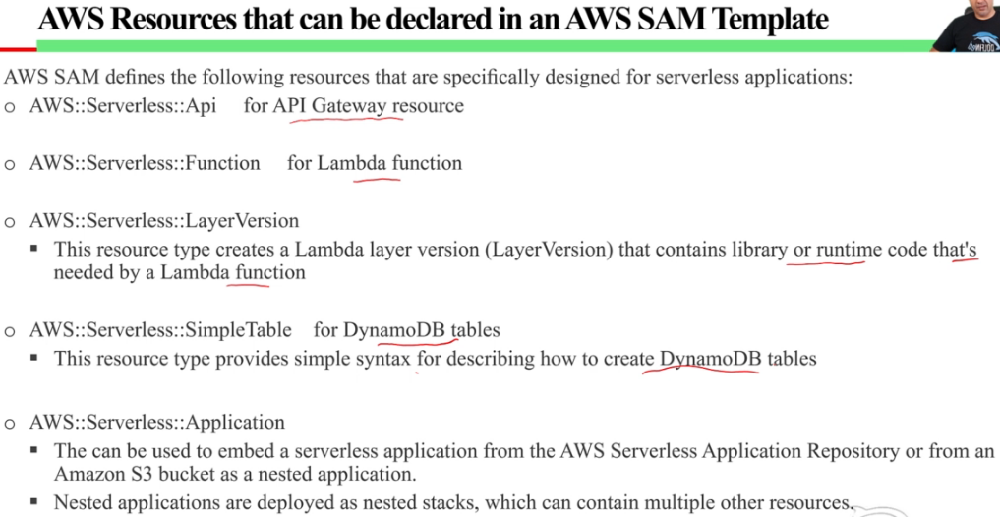 AWS Resources that can be declared in an AWS SAM Template
AWS SAM defines the following resources that are specifically designed for serverless applications:
o AWS::Serverless::Api for API Gateway resource
o AWS::Serverless::Function for Lambda function
o AWS::Serverless::LayerVersion
▪ This resource type creates a Lambda layer version (LayerVersion) that contains library or runtime code that's
needed by a Lambda function
o AWS::Serverless::SimpleTable for DynamoDB tables
▪ This resource type provides simple syntax for describing how to create DynamoDB tables
o AWS::Serverless::Application
▪ The can be used to embed a serverless application from the AWS Serverless Application Repository or from an
Amazon S3 bucket as a nested application.
▪ Nested applications are deployed as nested stacks, which can contain multiple other resources.